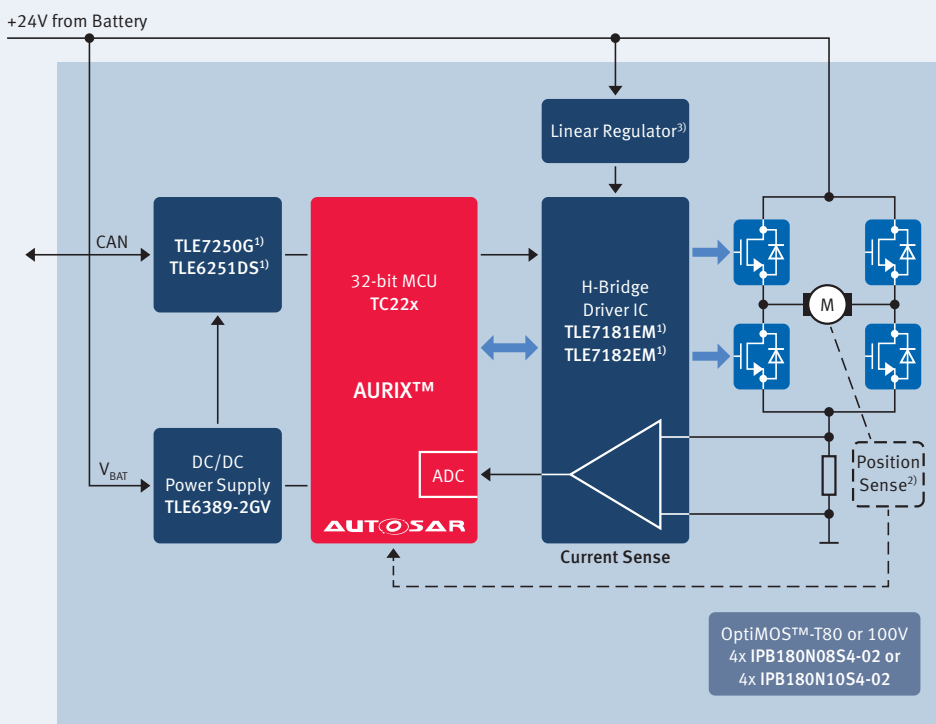 +24V from Battery
Linear Regulator3)
CAN
TLE7250G1)
TLE6251DS1)
32-bit MCU
TC22x
AURIX™
H-Bridge
Driver IC
TLE7181EM1)
TLE7182EM1)
M
VBAT
DC/DC
Power Supply
TLE6389-2GV
ADC
AUTOSAR
Position
Sense2)
Current Sense
OptiMOS™-T80 or 100V
4x IPB180N08S4-02 or
4x IPB180N10S4-02